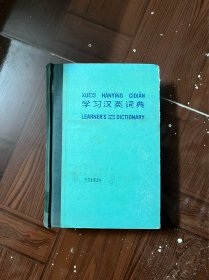 XUEXI HANYING CIDIAN
学习汉英词典
LEARNER'S DICTIONARY